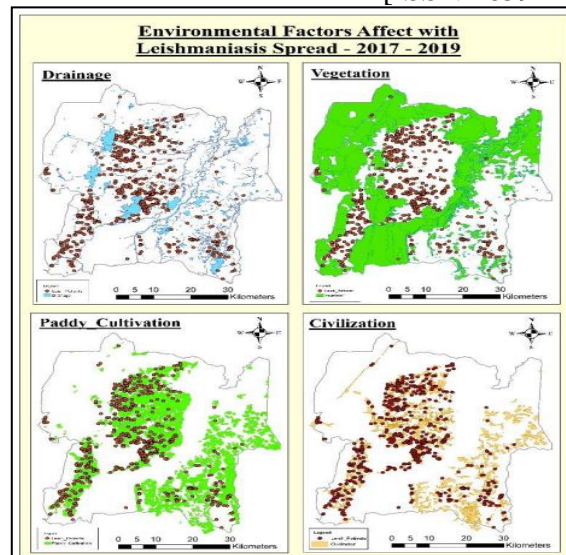 Environmental Factors Affect with
Leishmaniasis Spread - 2017 - 2019
Drainage
N
W E
S
0 5 10 20 30
Kilometers
Vegetation
N
W E
S
0 5 10 20 30
Kilometers
Paddy_Cultivation
N
W E
S
0 5 10 20 30
Kilometers
Civilization
N
W E
S
Legend
0 5 10 20 30
Kilometers